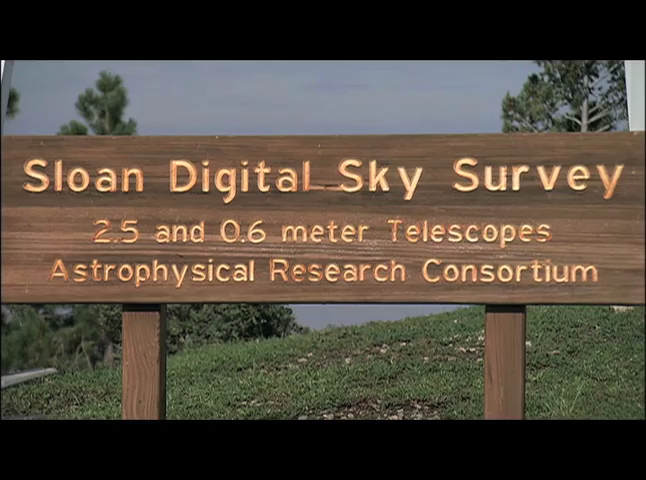 Sloan Digital Sky Survey
2.5 and 0.6 meter Telescopes
Astrophysical Research Consortium